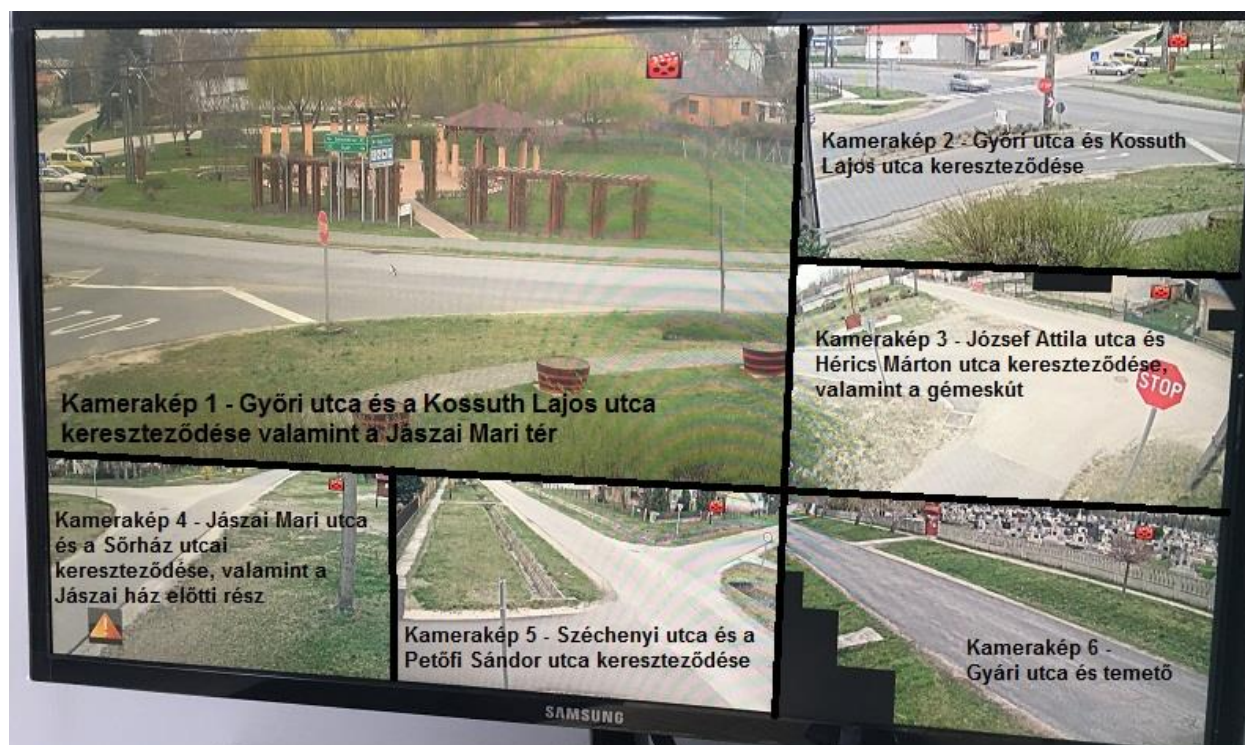 Kamerakép 1 - Győri utca és a Kossuth Lajos utca
kereszteződése valamint a Jászai Mari tér
STOP
Kamerakép 2 - Győri utca és Kossuth
Lajos utca kereszteződése
Kamerakép 3 - József Attila utca és
Hérics Márton utca kereszteződése,
valamint a gémeskút
STOP
Kamerakép 4 - Jászai Mari utca
és a Sőrház utcai
kereszteződése, valamint a
Jászai ház előtti rész
Kamerakép 5 - Széchenyi utca és a
Petőfi Sándor utca kereszteződése
Kamerakép 6 -
Gyári utca és temető
SAMSUNG